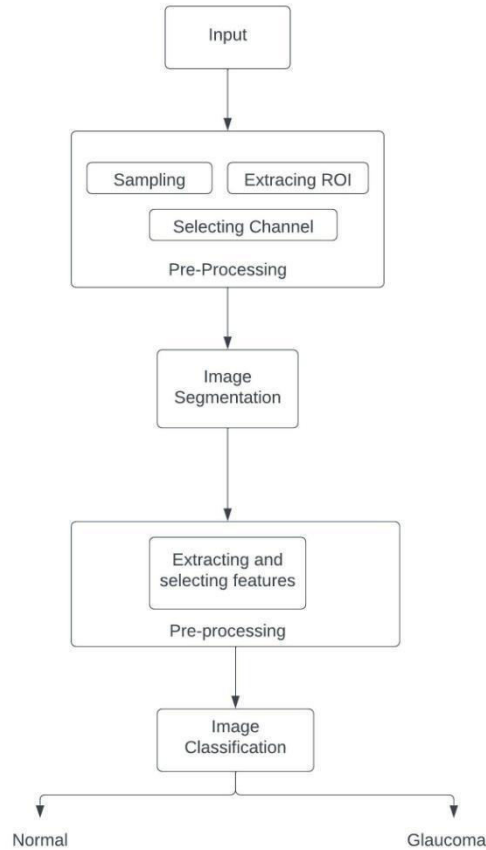 Input
Sampling
Extracing ROI
Selecting Channel
Pre-Processing
Image
Segmentation
Extracting and
selecting features
Pre-processing
Image
Classification
Normal
Glaucoma